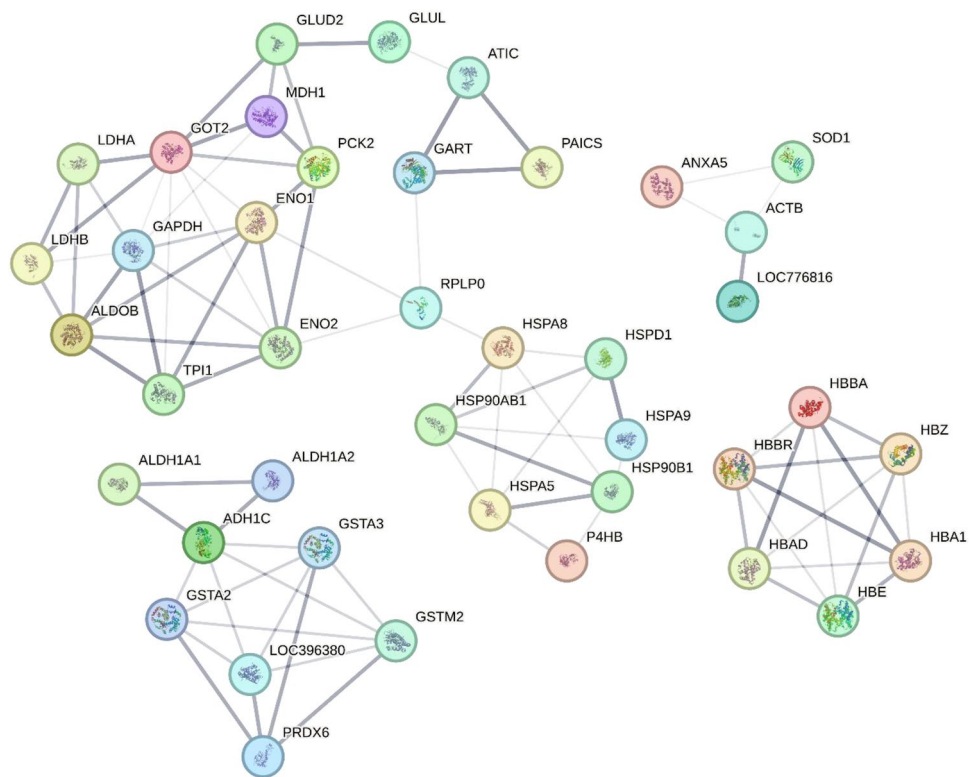 GLUD2
GLUL
ATIC
MDH1
LDHA
GOT2
PCK2
GART
PAICS
SOD1
ANXA5
ENO1
GAPDH
LDHB
ACTB
LOC776816
RPLP0
ALDOB
ENO2
HSPA8
HSPD1
TPI1
HSP90AB1
HSPA9
HBBA
HBZ
HBBR
ALDH1A1
ALDH1A2
HSP90B1
HSPA5
ADH1C
GSTA3
P4HB
HBAD
HBA1
HBE
GSTA2
GSTM2
LOC396380
PRDX6